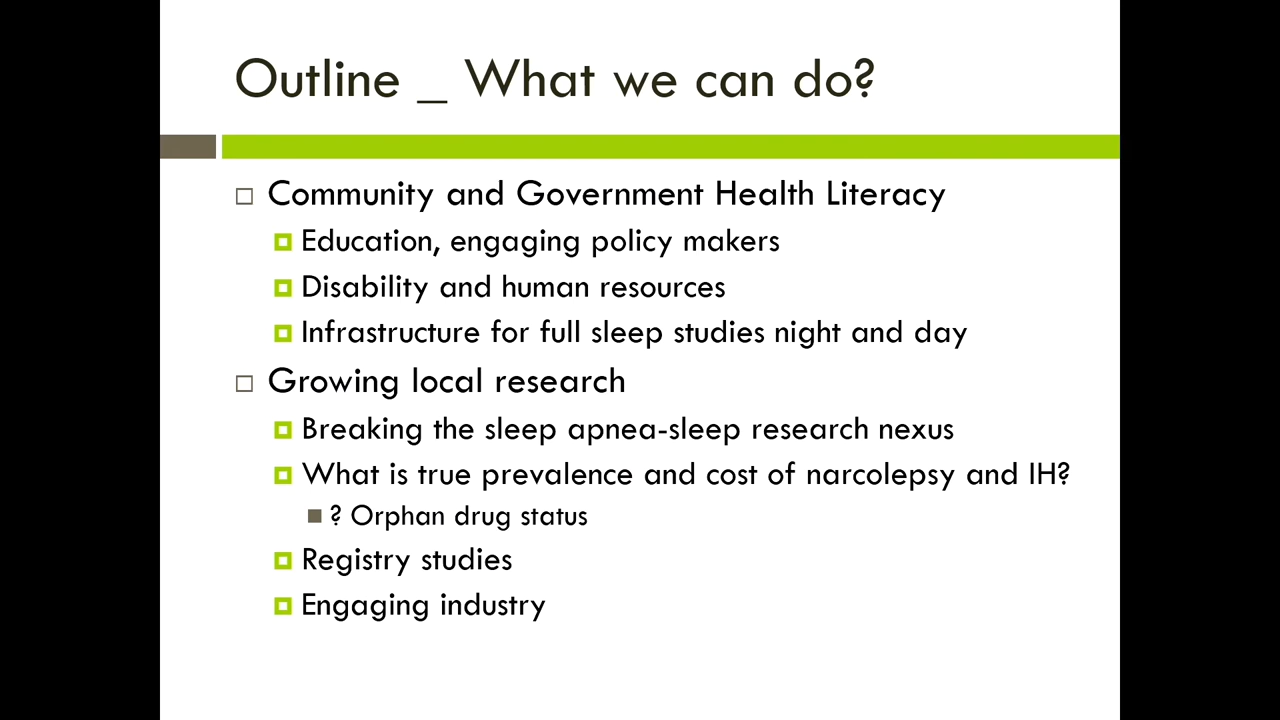 Outline _ What we can do?
Community and Government Health Literacy
Education, engaging policy makers
Disability and human resources
Infrastructure for full sleep studies night and day
Growing local research
Breaking the sleep apnea-sleep research nexus
What is true prevalence and cost of narcolepsy and IH?
? Orphan drug status
Registry studies
Engaging industry